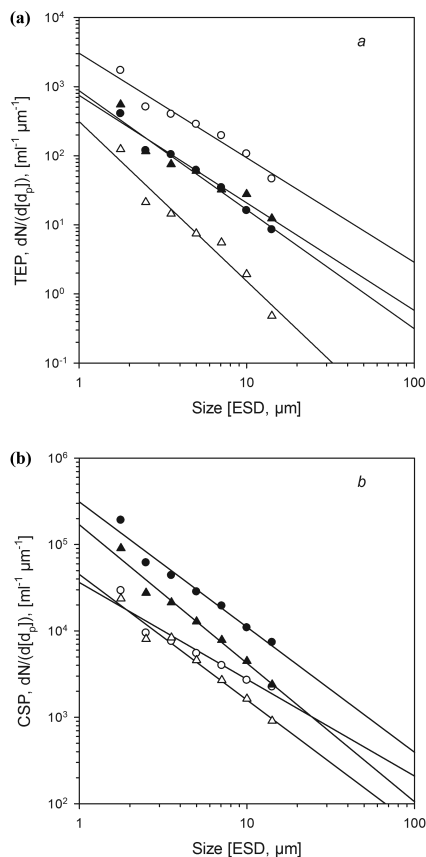 (a)
a
10⁴
10³
10²
10¹
10⁰
10⁻¹
TEP, dN/(d[dₚ]), [ml⁻¹ µm⁻¹]
1 10 100
Size [ESD, µm]
(b)
b
10⁶
10⁵
10⁴
10³
10²
CSP, dN/(d[dₚ]), [ml⁻¹ µm⁻¹]
1 10 100
Size [ESD, µm]